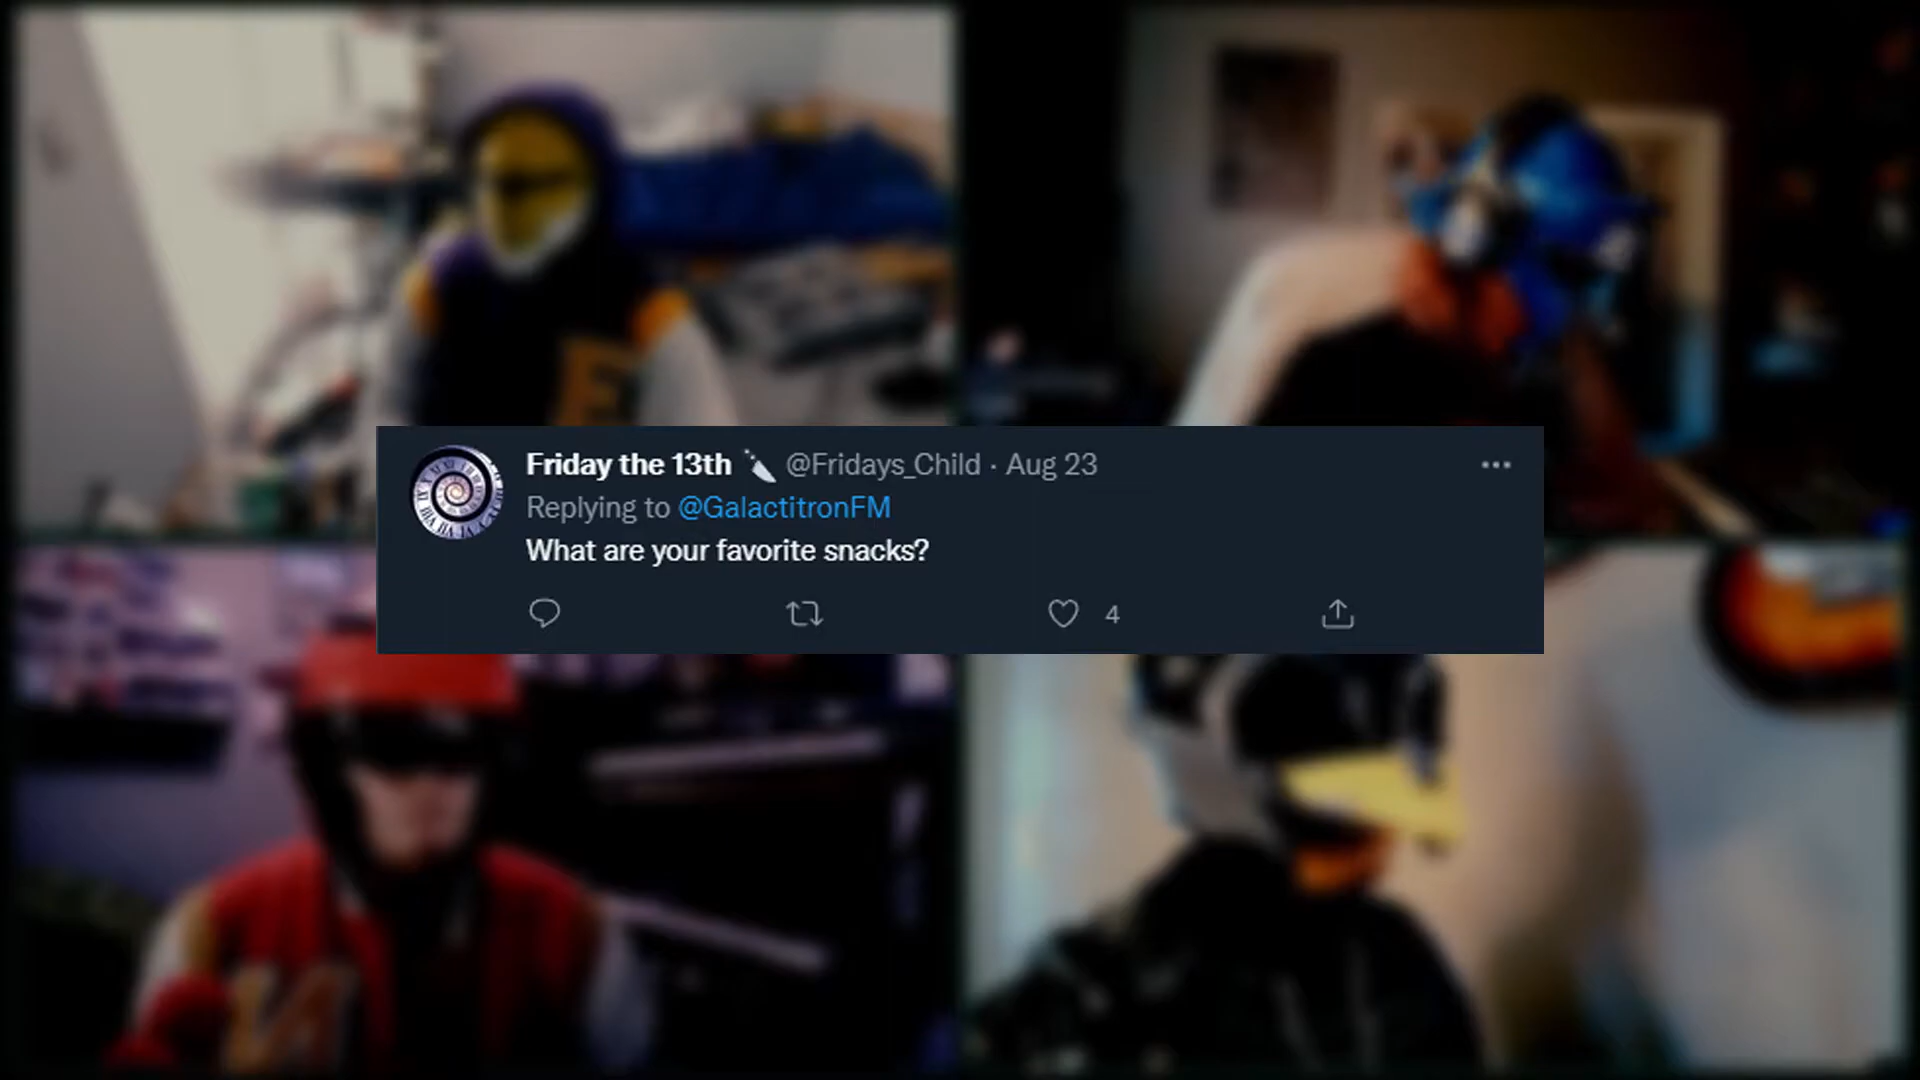 Friday the 13th 🔪 @Fridays_Child · Aug 23
Replying to @GalactitronFM
What are your favorite snacks?
4